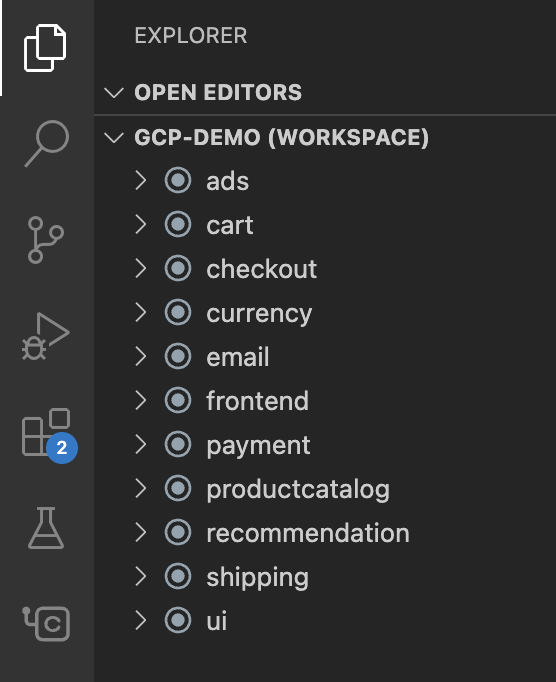 EXPLORER
OPEN EDITORS
GCP-DEMO (WORKSPACE)
ads
cart
checkout
currency
email
frontend
payment
2
productcatalog
recommendation
shipping
C
ui